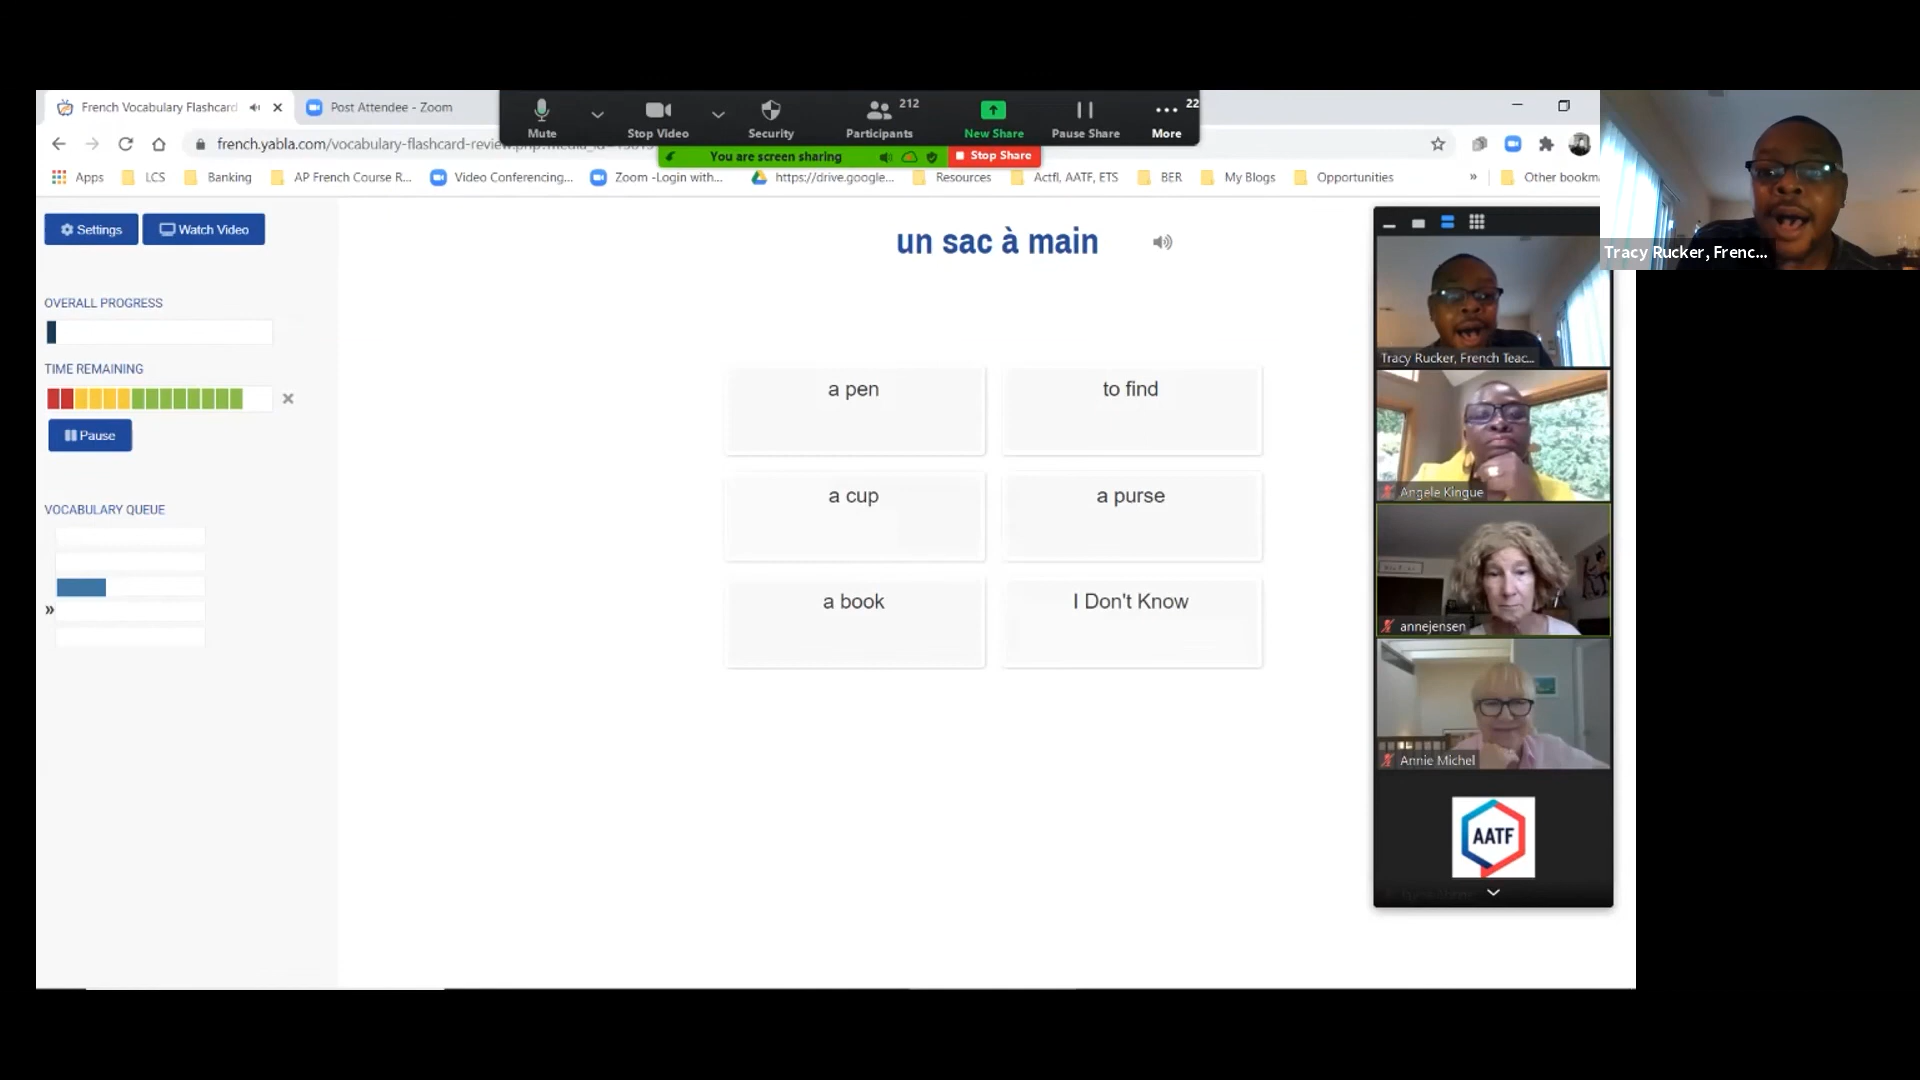 French Vocabulary Flashcard
Post Attendee - Zoom
Mute
Stop Video
Security
212
Participants
New Share
Pause Share
22
More
french.yabla.com/vocabulary-flashcard-review.php?media_id=
You are screen sharing
Stop Share
Apps
LCS
Banking
AP French Course R...
Video Conferencing...
Zoom -Login with...
https://drive.google...
Resources
Actfl, AATF, ETS
BER
My Blogs
Opportunities
»
Other bookm
Settings
Watch Video
un sac à main
Tracy Rucker, Frenc...
OVERALL PROGRESS
TIME REMAINING
Pause
VOCABULARY QUEUE
»
a pen
to find
a cup
a purse
a book
I Don't Know
Tracy Rucker, French Teac...
Angele Kingue
annejensen
Annie Michel
AATF